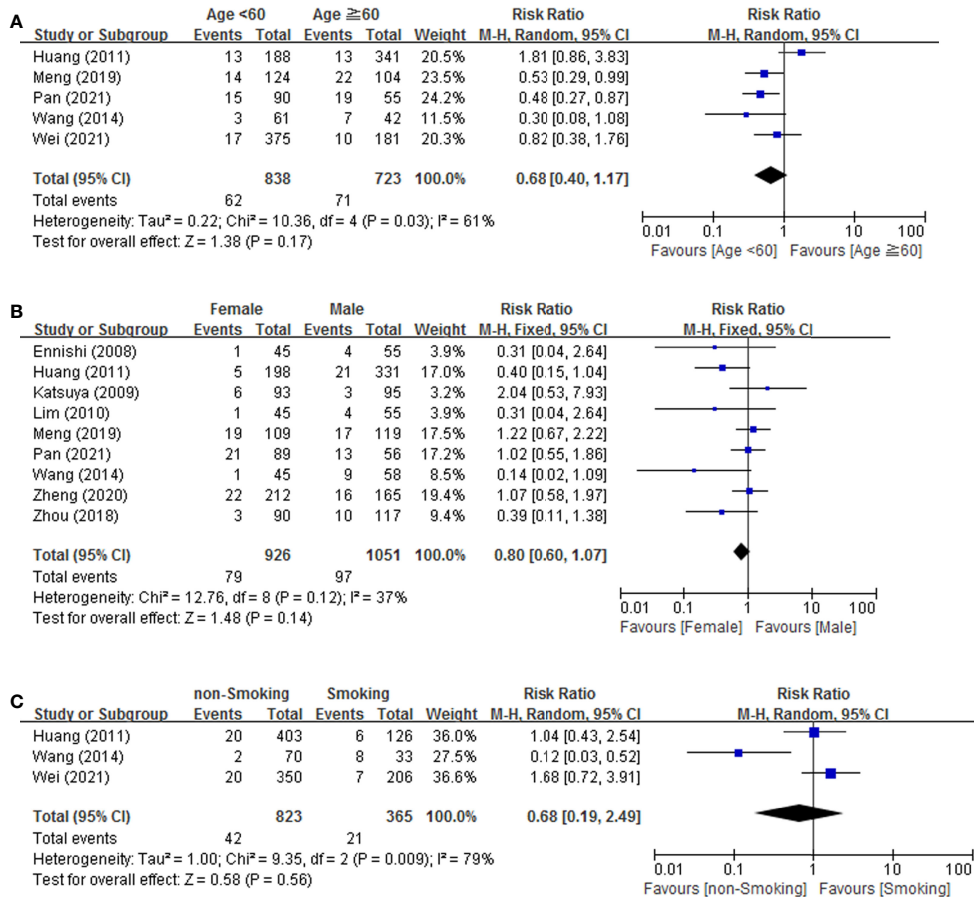 A
Age <60 Age ≧60 Risk Ratio Risk Ratio
Study or Subgroup Events Total Events Total Weight M-H, Random, 95% CI M-H, Random, 95% CI
Huang (2011) 13 188 13 341 20.5% 1.81 [0.86, 3.83]
Meng (2019) 14 124 22 104 23.5% 0.53 [0.29, 0.99]
Pan (2021) 15 90 19 55 24.2% 0.48 [0.27, 0.87]
Wang (2014) 3 61 7 42 11.5% 0.30 [0.08, 1.08]
Wei (2021) 17 375 10 181 20.3% 0.82 [0.38, 1.76]
Total (95% CI) 838 723 100.0% 0.68 [0.40, 1.17]
Total events 62 71
Heterogeneity: Tau² = 0.22; Chi² = 10.36, df = 4 (P = 0.03); I² = 61%
Test for overall effect: Z = 1.38 (P = 0.17)
0.01 0.1 1 10 100
Favours [Age <60] Favours [Age ≧60]
B
Female Male Risk Ratio Risk Ratio
Study or Subgroup Events Total Events Total Weight M-H, Fixed, 95% CI M-H, Fixed, 95% CI
Ennishi (2008) 1 45 4 55 3.9% 0.31 [0.04, 2.64]
Huang (2011) 5 198 21 331 17.0% 0.40 [0.15, 1.04]
Katsuya (2009) 6 93 3 95 3.2% 2.04 [0.53, 7.93]
Lim (2010) 1 45 4 55 3.9% 0.31 [0.04, 2.64]
Meng (2019) 19 109 17 119 17.5% 1.22 [0.67, 2.22]
Pan (2021) 21 89 13 56 17.2% 1.02 [0.55, 1.86]
Wang (2014) 1 45 9 58 8.5% 0.14 [0.02, 1.09]
Zheng (2020) 22 212 16 165 19.4% 1.07 [0.58, 1.97]
Zhou (2018) 3 90 10 117 9.4% 0.39 [0.11, 1.38]
Total (95% CI) 926 1051 100.0% 0.80 [0.60, 1.07]
Total events 79 97
Heterogeneity: Chi² = 12.76, df = 8 (P = 0.12); I² = 37%
Test for overall effect: Z = 1.48 (P = 0.14)
0.01 0.1 1 10 100
Favours [Female] Favours [Male]
C
non-Smoking Smoking Risk Ratio Risk Ratio
Study or Subgroup Events Total Events Total Weight M-H, Random, 95% CI M-H, Random, 95% CI
Huang (2011) 20 403 6 126 36.0% 1.04 [0.43, 2.54]
Wang (2014) 2 70 8 33 27.5% 0.12 [0.03, 0.52]
Wei (2021) 20 350 7 206 36.6% 1.68 [0.72, 3.91]
Total (95% CI) 823 365 100.0% 0.68 [0.19, 2.49]
Total events 42 21
Heterogeneity: Tau² = 1.00; Chi² = 9.35, df = 2 (P = 0.009); I² = 79%
Test for overall effect: Z = 0.58 (P = 0.56)
0.01 0.1 1 10 100
Favours [non-Smoking] Favours [Smoking]